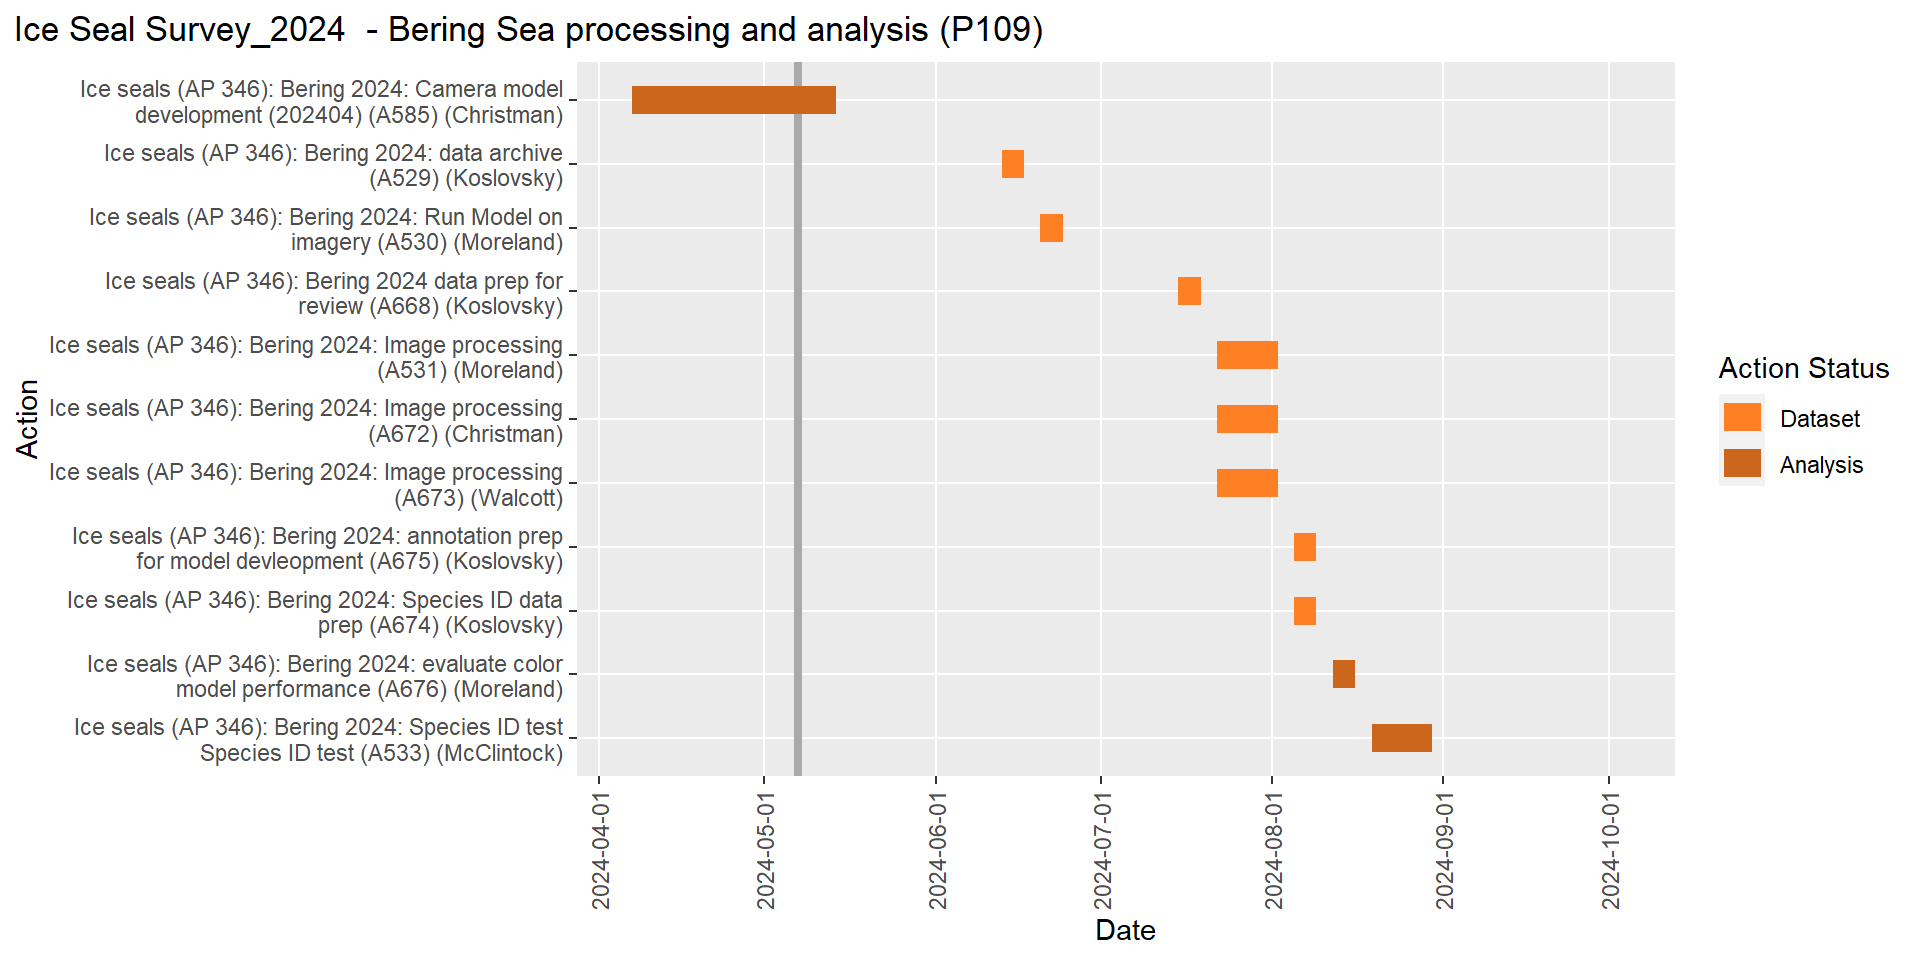 Ice Seal Survey_2024  - Bering Sea processing and analysis (P109)
Action
Ice seals (AP 346): Bering 2024: Camera model
development (202404) (A585) (Christman)
Ice seals (AP 346): Bering 2024: data archive
(A529) (Koslovsky)
Ice seals (AP 346): Bering 2024: Run Model on
imagery (A530) (Moreland)
Ice seals (AP 346): Bering 2024 data prep for
review (A668) (Koslovsky)
Ice seals (AP 346): Bering 2024: Image processing
(A531) (Moreland)
Ice seals (AP 346): Bering 2024: Image processing
(A672) (Christman)
Ice seals (AP 346): Bering 2024: Image processing
(A673) (Walcott)
Ice seals (AP 346): Bering 2024: annotation prep
for model devleopment (A675) (Koslovsky)
Ice seals (AP 346): Bering 2024: Species ID data
prep (A674) (Koslovsky)
Ice seals (AP 346): Bering 2024: evaluate color
model performance (A676) (Moreland)
Ice seals (AP 346): Bering 2024: Species ID test
Species ID test (A533) (McClintock)
2024-04-01
2024-05-01
2024-06-01
2024-07-01
2024-08-01
2024-09-01
2024-10-01
Date
Action Status
Dataset
Analysis